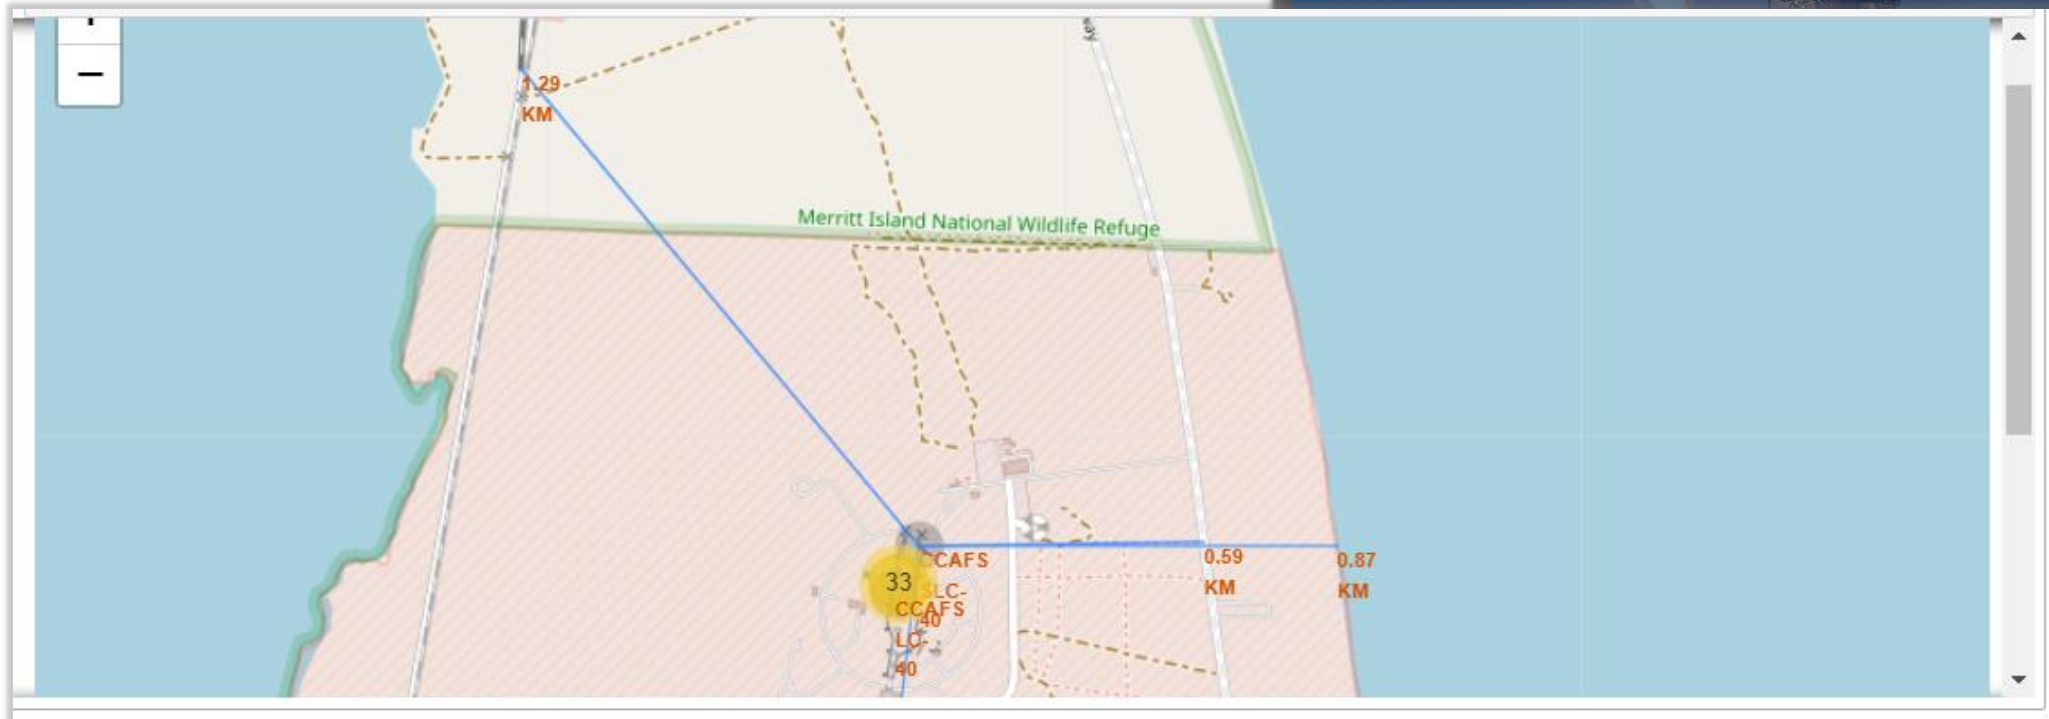 −
way
1.29
KM
Merritt Island National Wildlife Refuge
CCAFS
SLC-
40
33
CCAFS
LC-
40
0.59
KM
0.87
KM